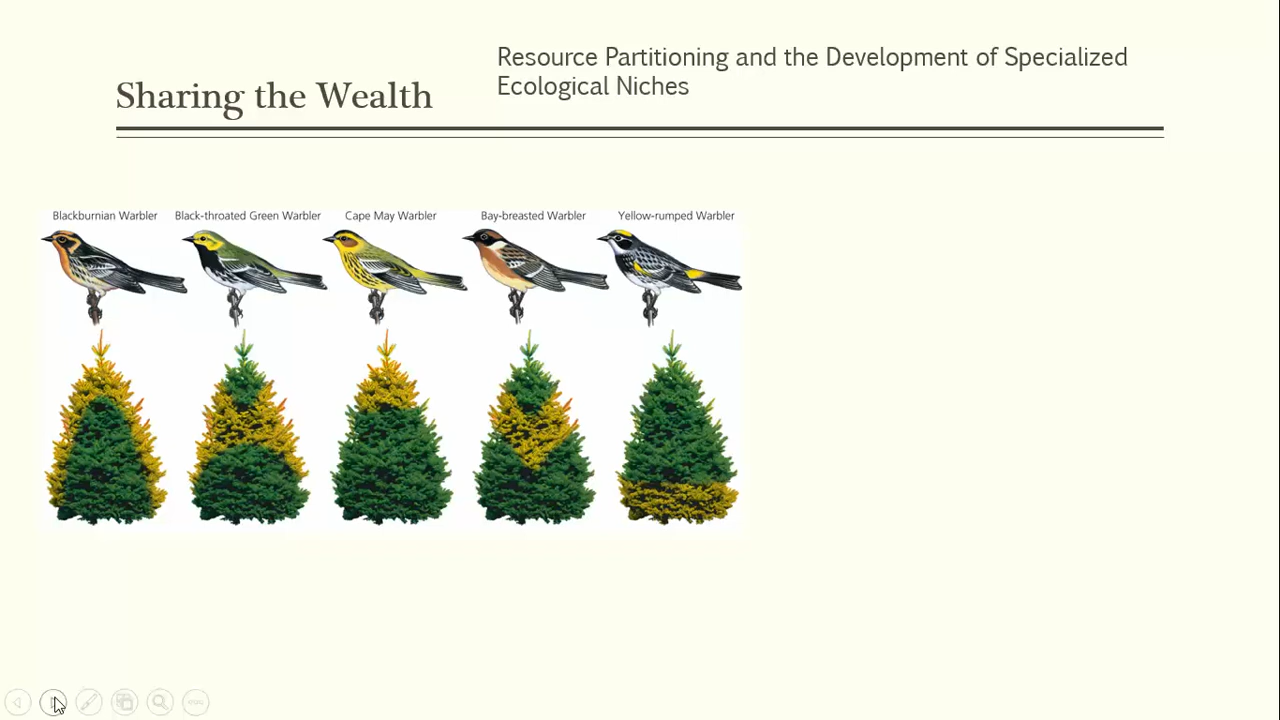 Sharing the Wealth
Resource Partitioning and the Development of Specialized
Ecological Niches
Blackburnian Warbler
Black-throated Green Warbler
Cape May Warbler
Bay-breasted Warbler
Yellow-rumped Warbler